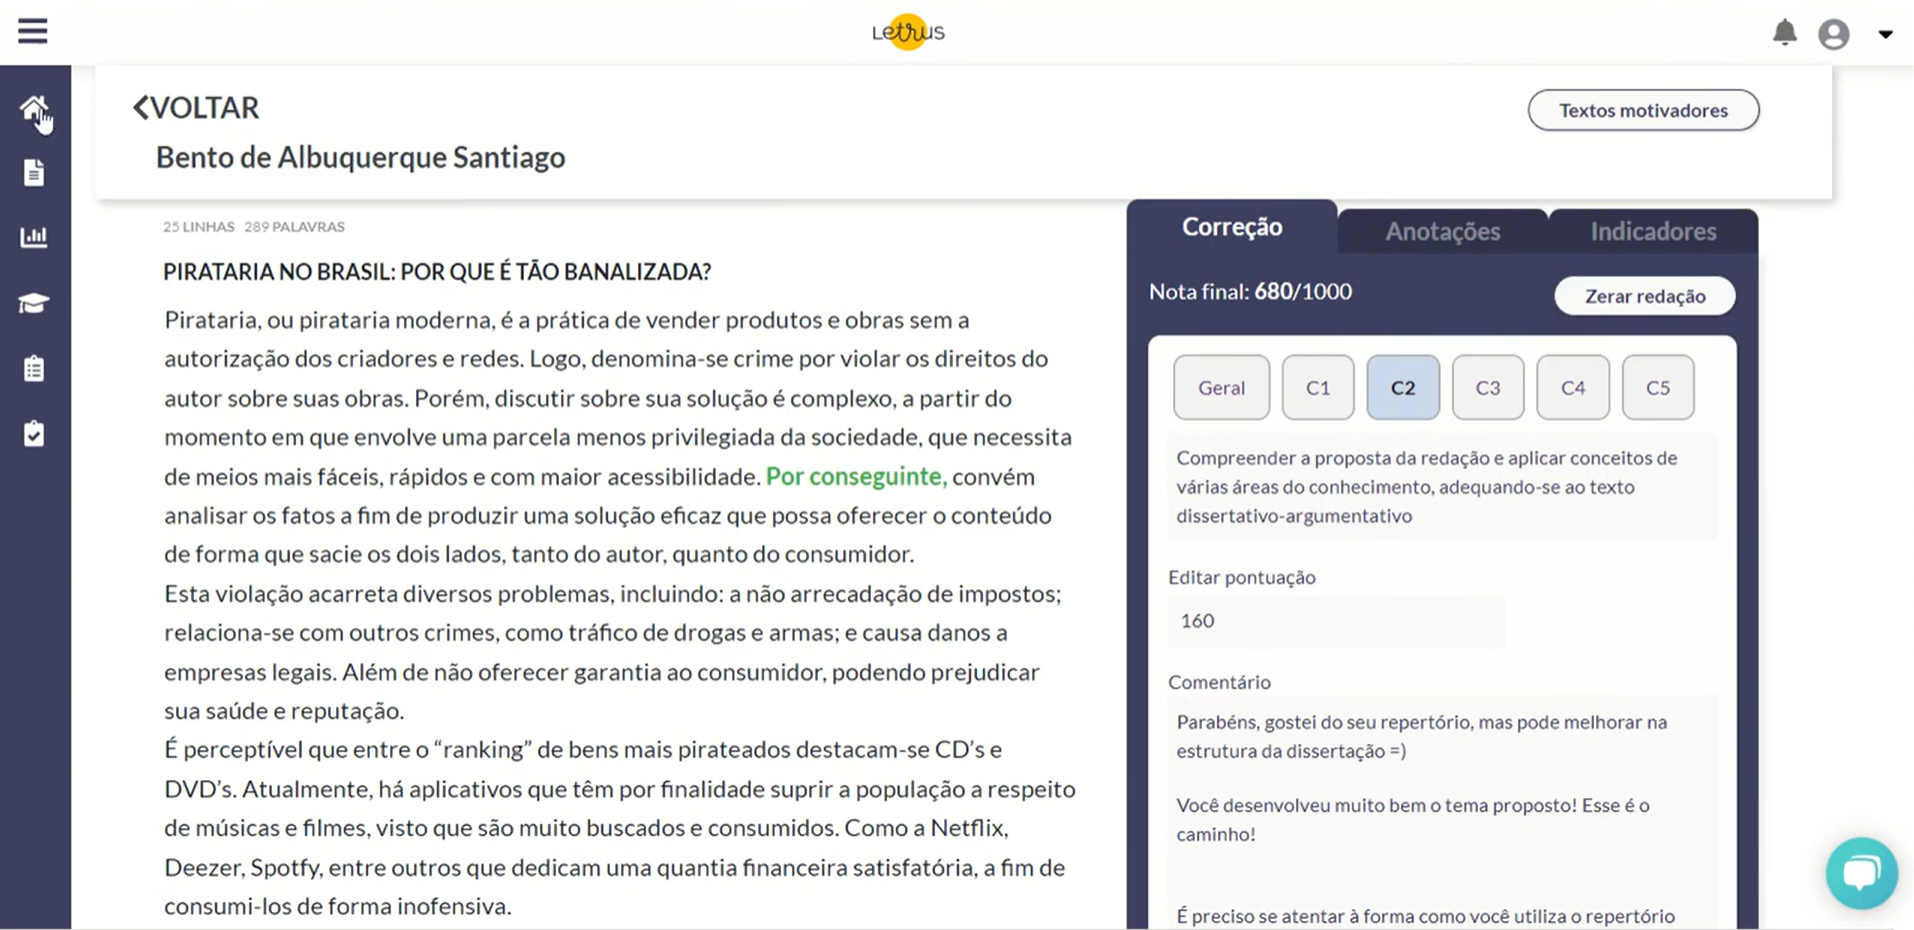 Letrus
VOLTAR
Textos motivadores
Bento de Albuquerque Santiago
25 LINHAS 289 PALAVRAS
PIRATARIA NO BRASIL: POR QUE É TÃO BANALIZADA?
Pirataria, ou pirataria moderna, é a prática de vender produtos e obras sem a
autorização dos criadores e redes. Logo, denomina-se crime por violar os direitos do
autor sobre suas obras. Porém, discutir sobre sua solução é complexo, a partir do
momento em que envolve uma parcela menos privilegiada da sociedade, que necessita
de meios mais fáceis, rápidos e com maior acessibilidade. Por conseguinte, convém
analisar os fatos a fim de produzir uma solução eficaz que possa oferecer o conteúdo
de forma que sacie os dois lados, tanto do autor, quanto do consumidor.
Esta violação acarreta diversos problemas, incluindo: a não arrecadação de impostos;
relaciona-se com outros crimes, como tráfico de drogas e armas; e causa danos a
empresas legais. Além de não oferecer garantia ao consumidor, podendo prejudicar
sua saúde e reputação.
É perceptível que entre o “ranking” de bens mais pirateados destacam-se CD’s e
DVD’s. Atualmente, há aplicativos que têm por finalidade suprir a população a respeito
de músicas e filmes, visto que são muito buscados e consumidos. Como a Netflix,
Deezer, Spotfy, entre outros que dedicam uma quantia financeira satisfatória, a fim de
consumi-los de forma inofensiva.
Correção
Anotações
Indicadores
Nota final: 680/1000
Zerar redação
Geral
C1
C2
C3
C4
C5
Compreender a proposta da redação e aplicar conceitos de
várias áreas do conhecimento, adequando-se ao texto
dissertativo-argumentativo
Editar pontuação
160
Comentário
Parabéns, gostei do seu repertório, mas pode melhorar na
estrutura da dissertação =)
Você desenvolveu muito bem o tema proposto! Esse é o
caminho!
É preciso se atentar à forma como você utiliza o repertório